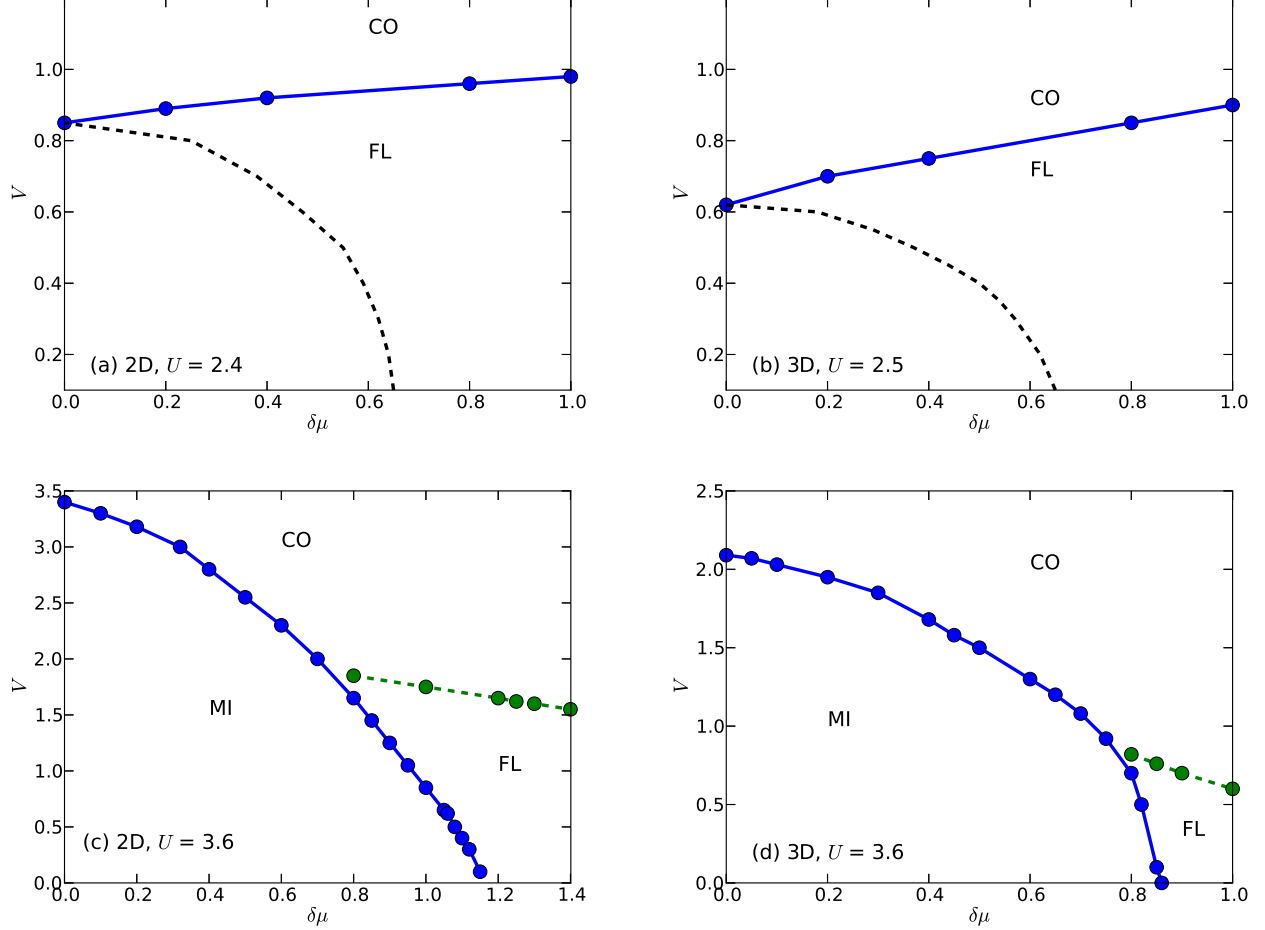 CO
1.0
0.8
FL
V
0.6
0.4
0.2
(a) 2D, U = 2.4
0.0 0.2 0.4 0.6 0.8 1.0
δμ
1.0
CO
0.8
FL
V
0.6
0.4
0.2
(b) 3D, U = 2.5
0.0 0.2 0.4 0.6 0.8 1.0
δμ
3.5
CO
3.0
2.5
2.0
V
MI
1.5
FL
1.0
0.5
(c) 2D, U = 3.6
0.0
0.0 0.2 0.4 0.6 0.8 1.0 1.2 1.4
δμ
2.5
CO
2.0
1.5
V
MI
1.0
0.5
FL
(d) 3D, U = 3.6
0.0
0.0 0.2 0.4 0.6 0.8 1.0
δμ